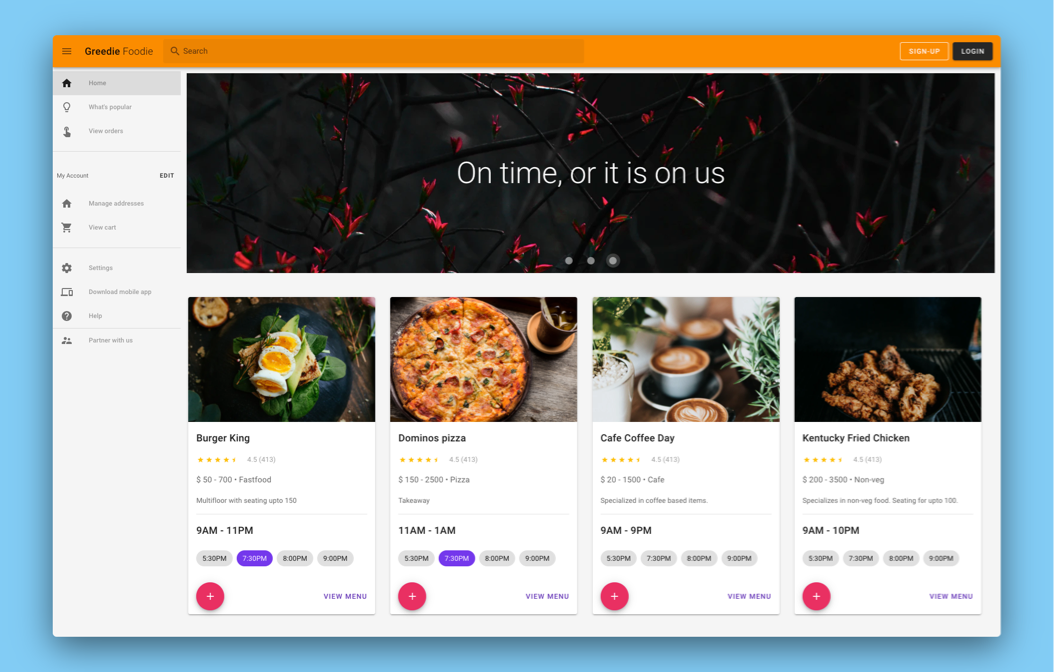 Greedie Foodie
Search
SIGN-UP
LOGIN
Home
What's popular
View orders
My Account
EDIT
Manage addresses
View cart
Settings
Download mobile app
Help
Partner with us
On time, or it is on us
Burger King
4.5 (413)
$ 50 - 700 • Fastfood
Multifloor with seating upto 150
9AM - 11PM
5:30PM 7:30PM 8:00PM 9:00PM
+
VIEW MENU
Dominos pizza
4.5 (413)
$ 150 - 2500 • Pizza
Takeaway
11AM - 1AM
5:30PM 7:30PM 8:00PM 9:00PM
+
VIEW MENU
Cafe Coffee Day
4.5 (413)
$ 20 - 1500 • Cafe
Specialized in coffee based items.
9AM - 9PM
5:30PM 7:30PM 8:00PM 9:00PM
+
VIEW MENU
Kentucky Fried Chicken
4.5 (413)
$ 200 - 3500 • Non-veg
Specializes in non-veg food. Seating for upto 100.
9AM - 10PM
5:30PM 7:30PM 8:00PM 9:00PM
+
VIEW MENU